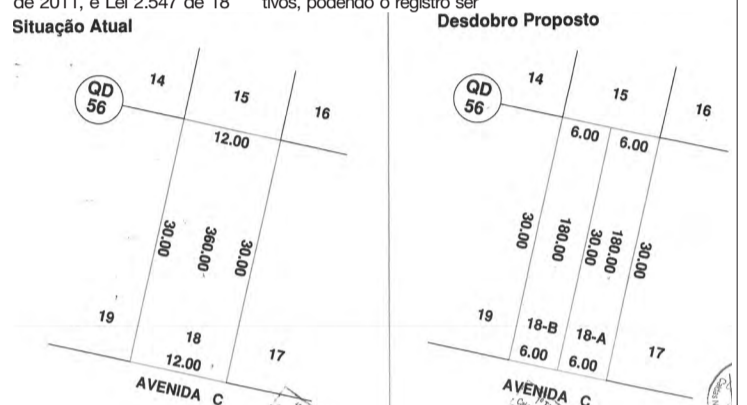 de 2011, e Lei 2.547 de 18
tivos, podendo o registro ser
Situação Atual
QD
56
14
15
16
12.00
30.00
360.00
30.00
19
18
12.00
17
AVENIDA C
Desdobro Proposto
QD
56
14
15
16
6.00
6.00
30.00
180.00
30.00
180.00
30.00
19
18-B
18-A
17
6.00
6.00
AVENIDA C